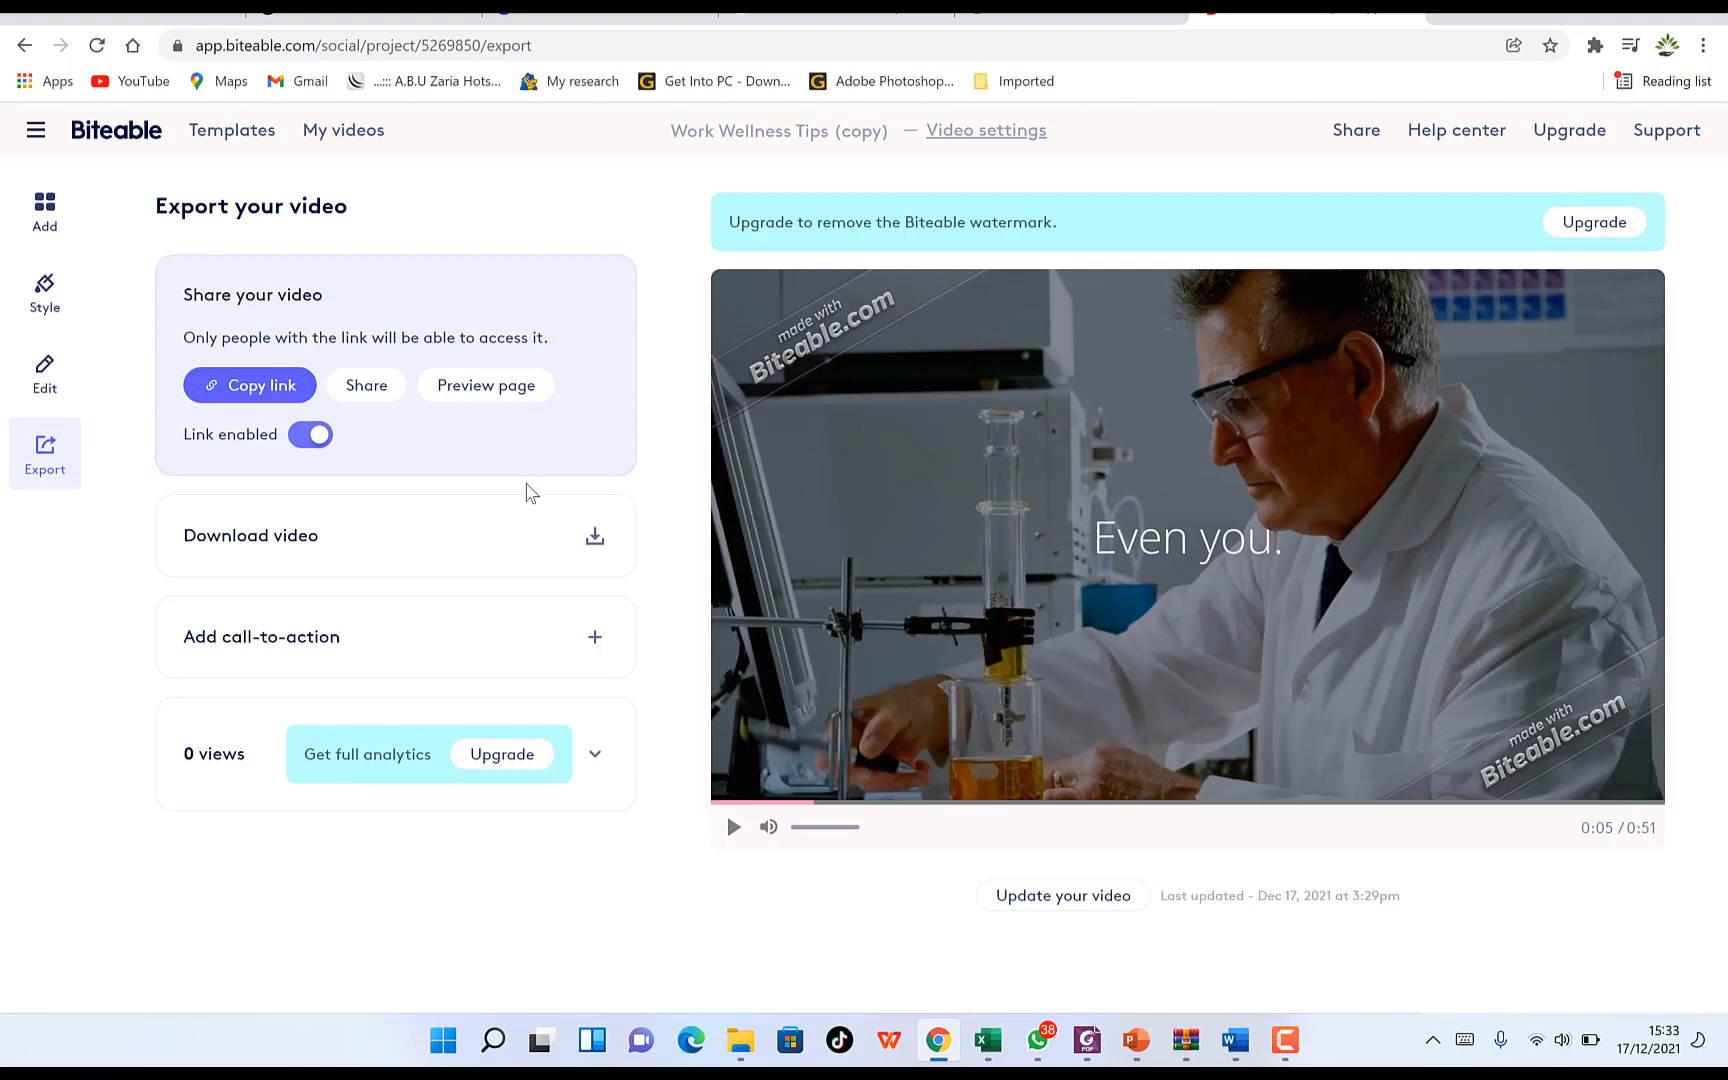 app.biteable.com/social/project/5269850/export
Apps YouTube Maps Gmail ...::: A.B.U Zaria Hots... My research Get Into PC - Down... Adobe Photoshop... Imported Reading list
Biteable Templates My videos Work Wellness Tips (copy) — Video settings Share Help center Upgrade Support
Add
Style
Edit
Export
Export your video
Share your video
Only people with the link will be able to access it.
Copy link Share Preview page
Link enabled
Download video
Add call-to-action
0 views Get full analytics Upgrade
Upgrade to remove the Biteable watermark. Upgrade
made with
Biteable.com
Even you.
made with
Biteable.com
0:05 / 0:51
Update your video Last updated - Dec 17, 2021 at 3:29pm
38
15:33
17/12/2021